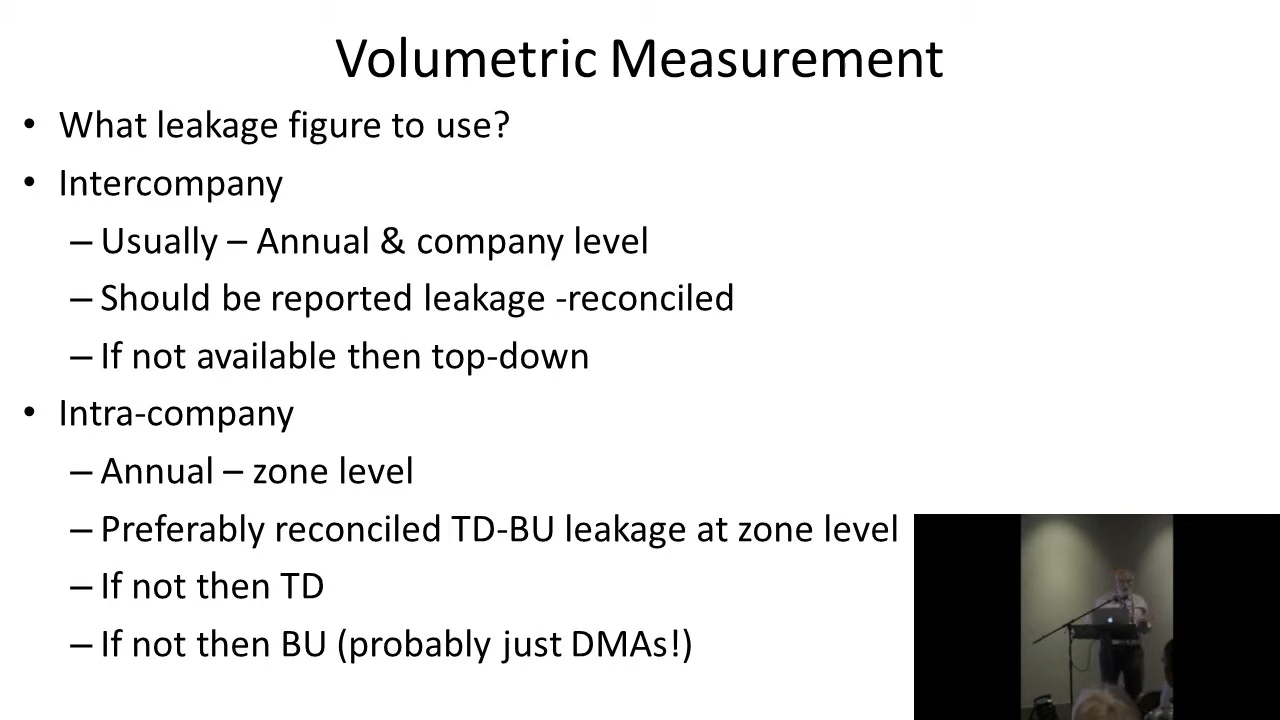 Volumetric Measurement
• What leakage figure to use?
• Intercompany
– Usually – Annual & company level
– Should be reported leakage -reconciled
– If not available then top-down
• Intra-company
– Annual – zone level
– Preferably reconciled TD-BU leakage at zone level
– If not then TD
– If not then BU (probably just DMAs!)